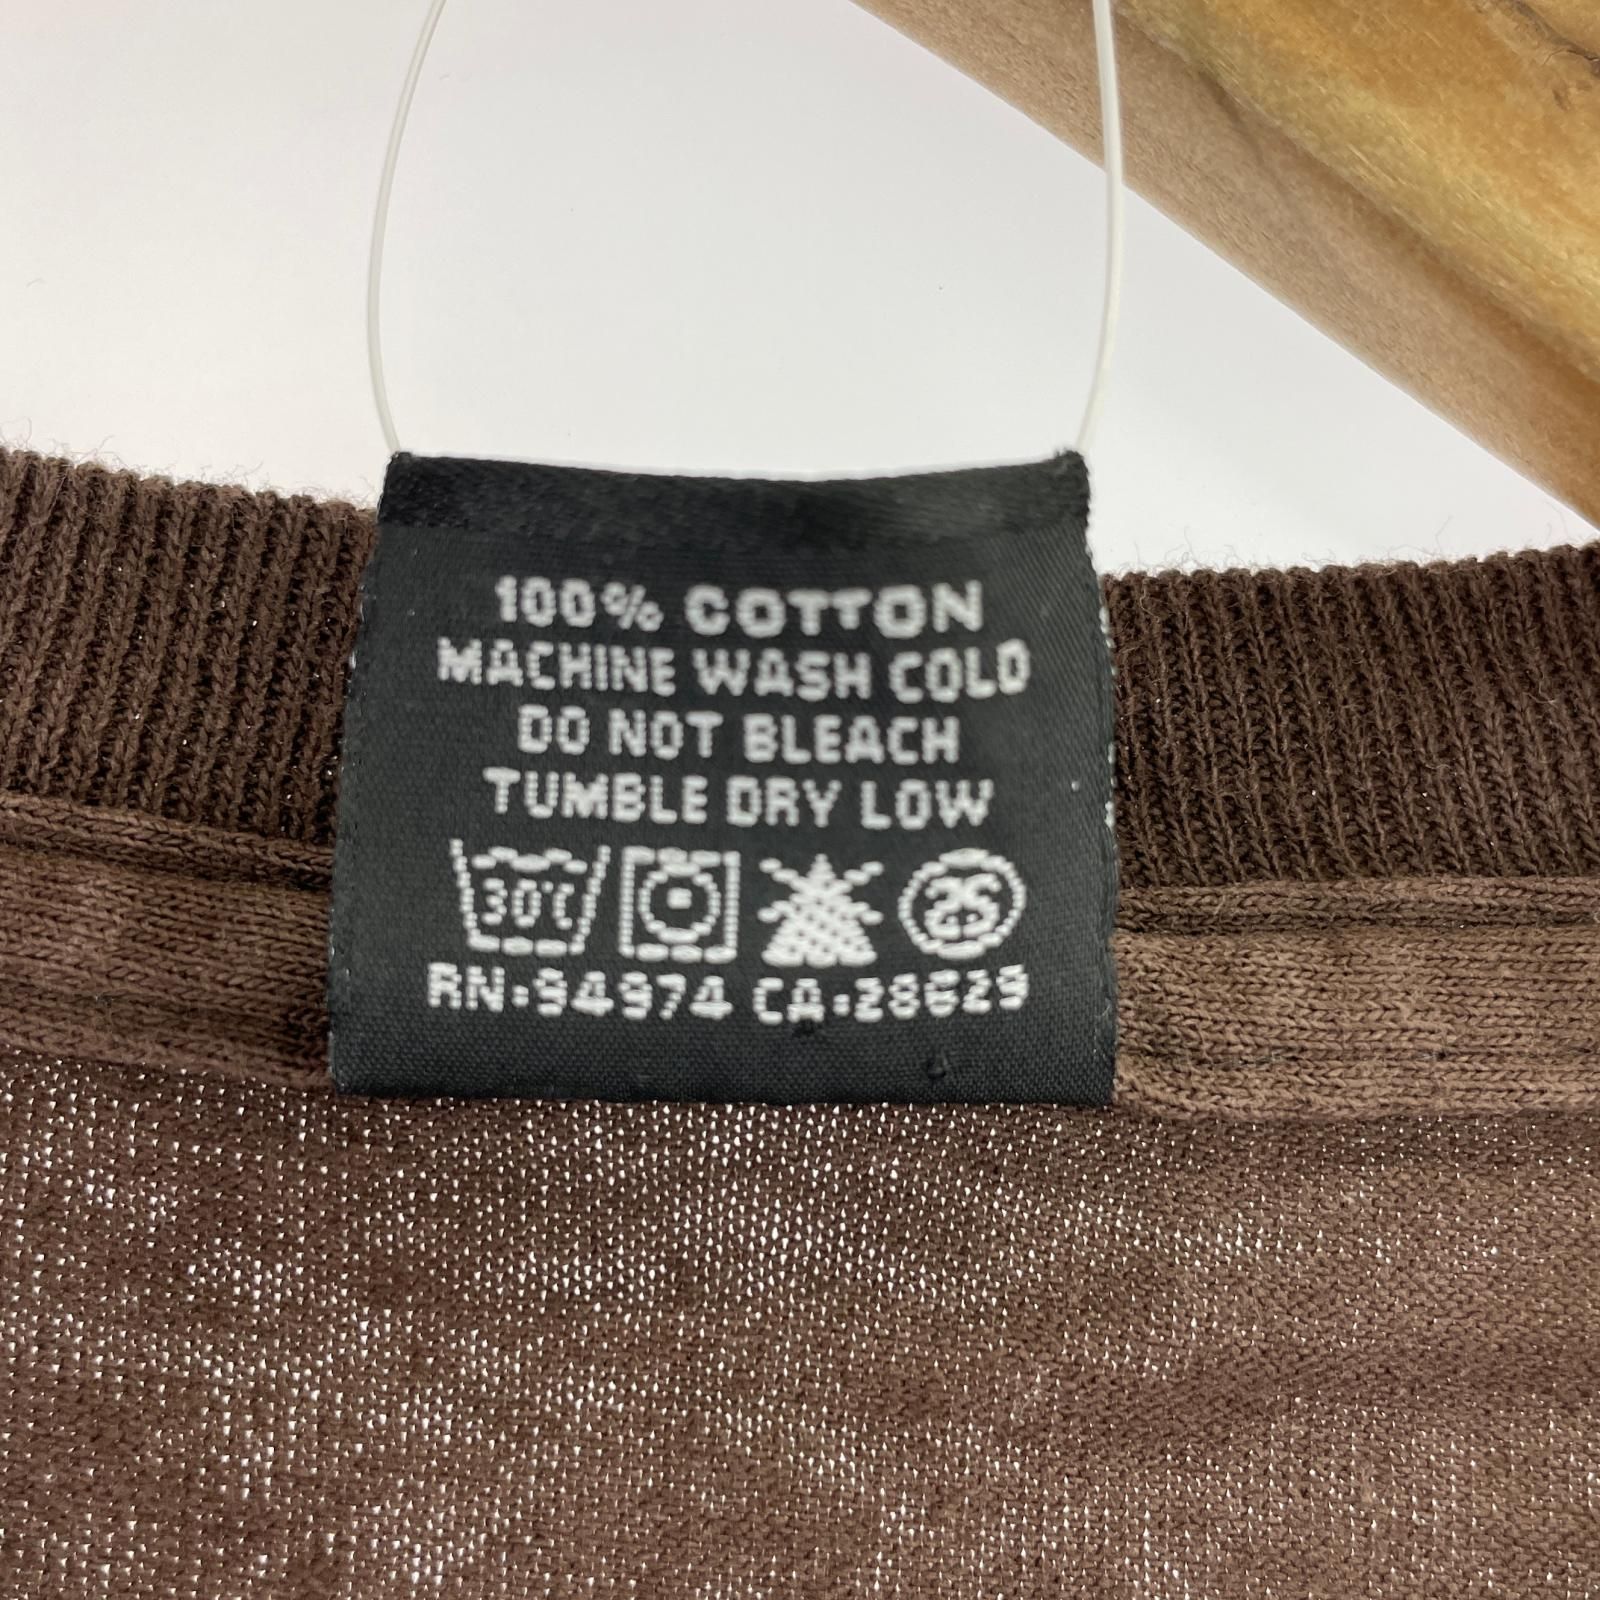 100% COTTON
MACHINE WASH COLD
DO NOT BLEACH
TUMBLE DRY LOW
30°C
RN:94974 CA:28629